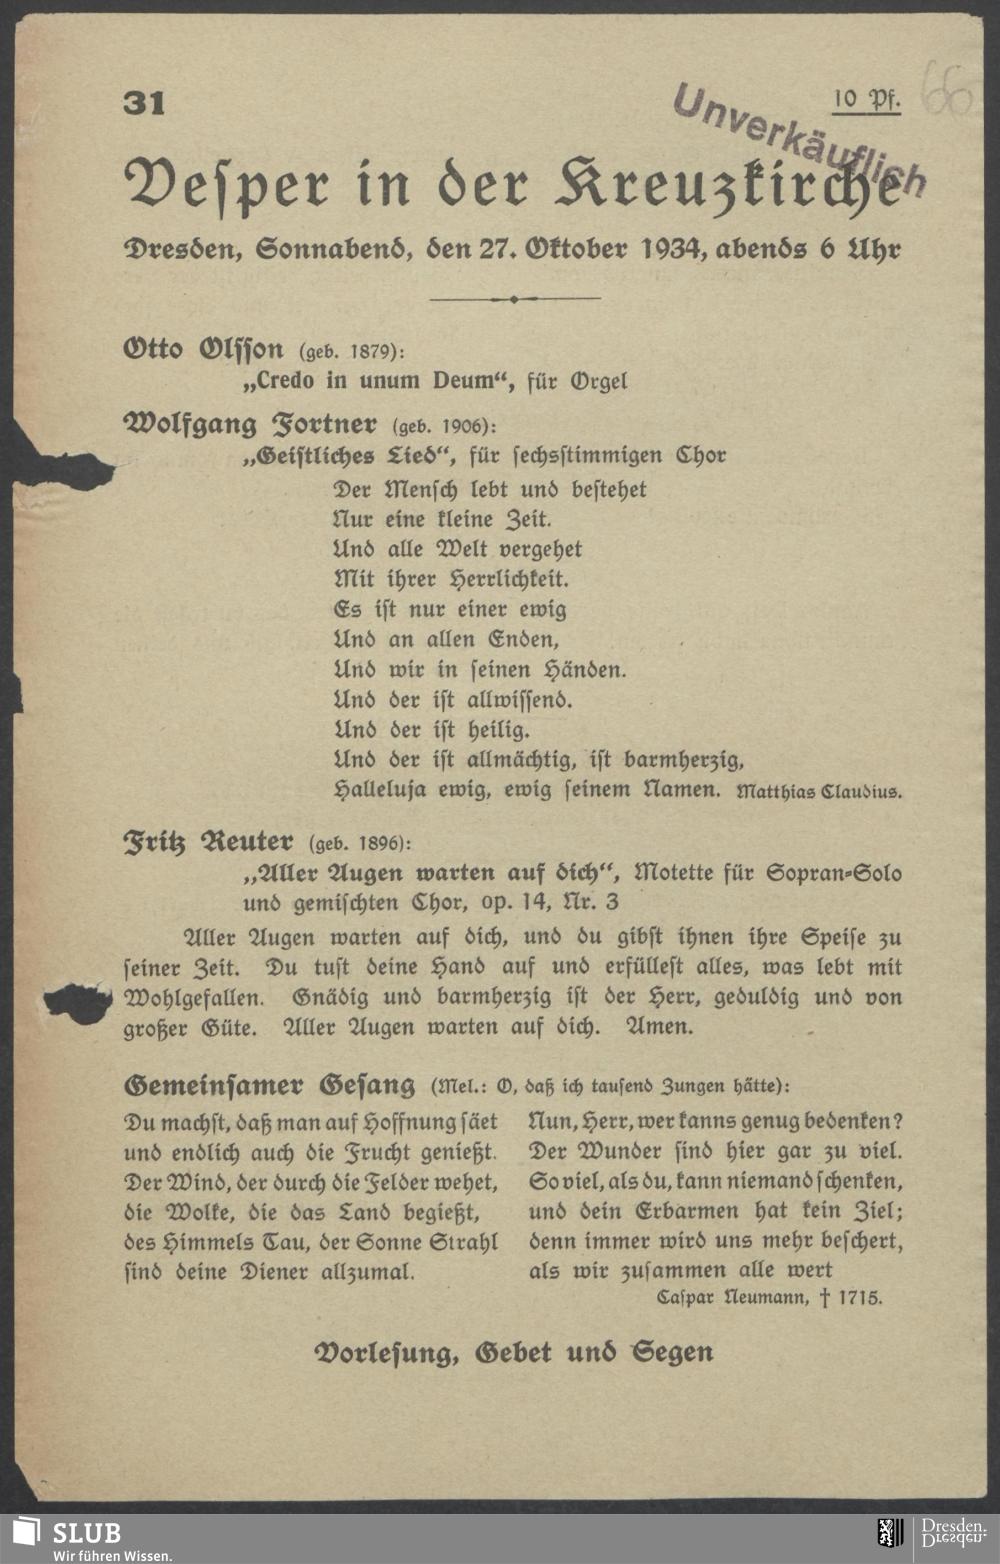 31
10 Pf.
66
Unverkäuflich
Vesper in der Kreuzkirche
Dresden, Sonnabend, den 27. Oktober 1934, abends 6 Uhr
Otto Olsson (geb. 1879):
„Credo in unum Deum“, für Orgel
Wolfgang Fortner (geb. 1906):
„Geistliches Lied“, für sechsstimmigen Chor
Der Mensch lebt und bestehet
Nur eine kleine Zeit.
Und alle Welt vergehet
Mit ihrer Herrlichkeit.
Es ist nur einer ewig
Und an allen Enden,
Und wir in seinen Händen.
Und der ist allwissend.
Und der ist heilig.
Und der ist allmächtig, ist barmherzig,
Halleluja ewig, ewig seinem Namen. Matthias Claudius.
Fritz Reuter (geb. 1896):
„Aller Augen warten auf dich“, Motette für Sopran-Solo
und gemischten Chor, op. 14, Nr. 3
Aller Augen warten auf dich, und du gibst ihnen ihre Speise zu
seiner Zeit. Du tust deine Hand auf und erfüllest alles, was lebt mit
Wohlgefallen. Gnädig und barmherzig ist der Herr, geduldig und von
großer Güte. Aller Augen warten auf dich. Amen.
Gemeinsamer Gesang (Mel.: O, daß ich tausend Zungen hätte):
Du machst, daß man auf Hoffnung säet
und endlich auch die Frucht genießt.
Der Wind, der durch die Felder wehet,
die Wolke, die das Land begießt,
des Himmels Tau, der Sonne Strahl
sind deine Diener allzumal.
Nun, Herr, wer kanns genug bedenken?
Der Wunder sind hier gar zu viel.
So viel, als du, kann niemand schenken,
und dein Erbarmen hat kein Ziel;
denn immer wird uns mehr beschert,
als wir zusammen alle wert
Caspar Neumann, † 1715.
Vorlesung, Gebet und Segen
SLUB
Wir führen Wissen.
Dresden.
Dresden.